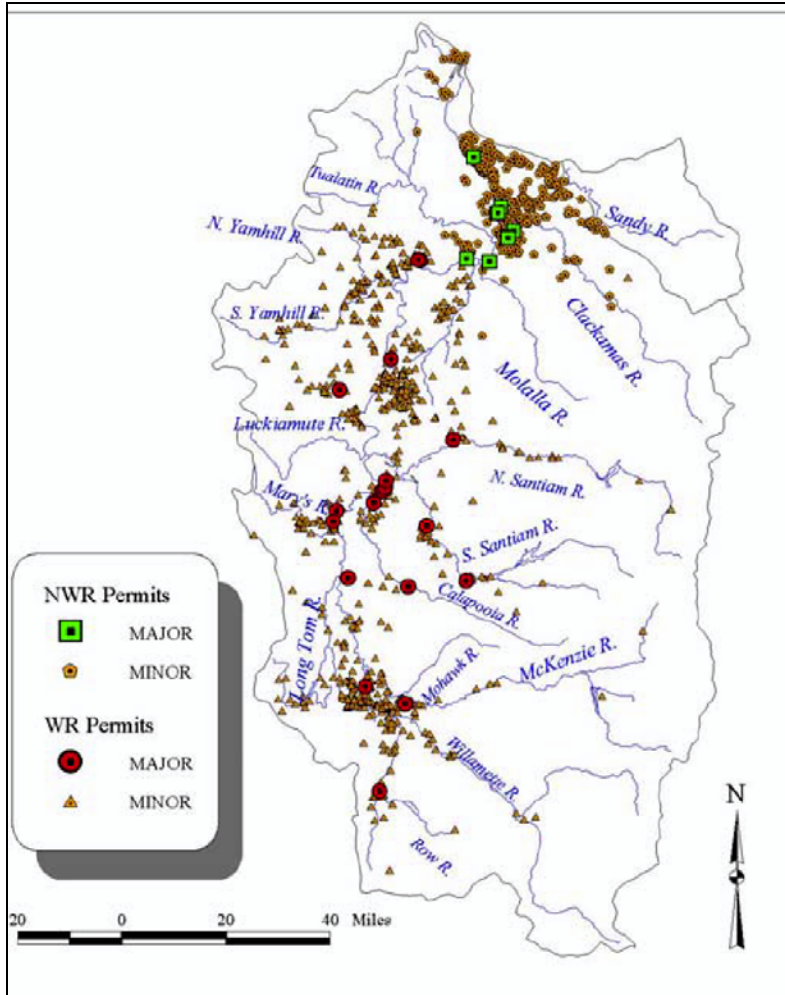 Tualatin R.
N. Yamhill R.
Sandy R.
S. Yamhill R.
Clackamas R.
Molalla R.
Luckiamute R.
N. Santiam R.
Mary's R.
S. Santiam R.
Calapooia R.
Long Tom R.
Mohawk R.
McKenzie R.
Willamette R.
Row R.
NWR Permits
MAJOR
MINOR
WR Permits
MAJOR
MINOR
N
20 0 20 40 Miles